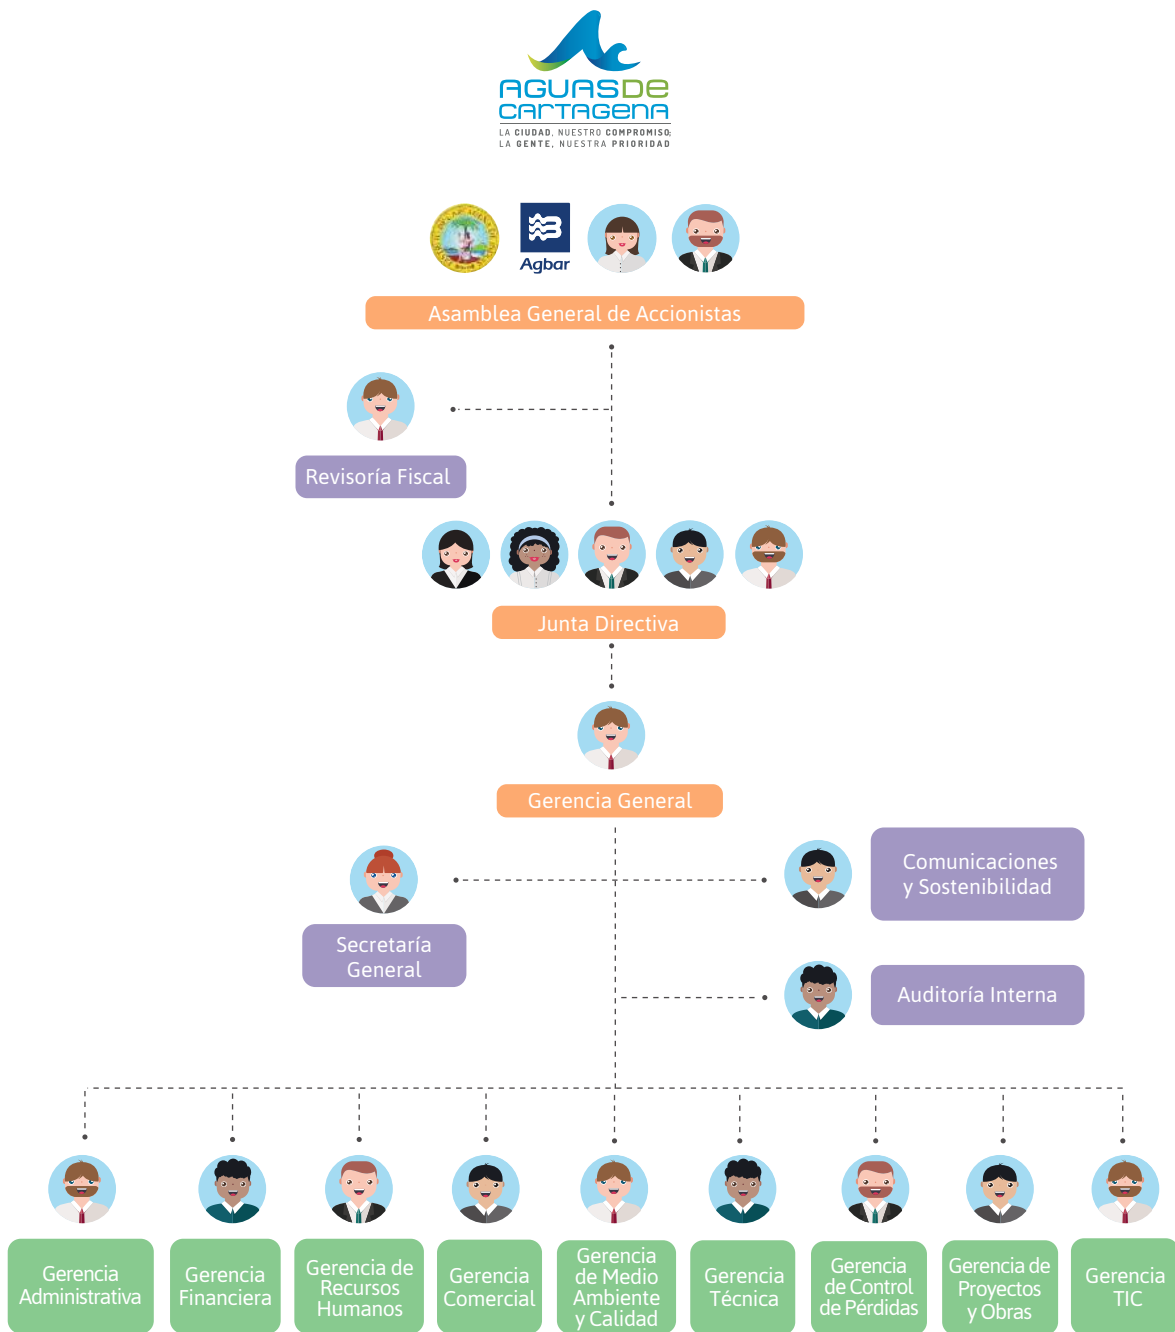 AGUASDE
CARTAGENA
LA CIUDAD, NUESTRO COMPROMISO;
LA GENTE, NUESTRA PRIORIDAD
Agbar
Asamblea General de Accionistas
Revisoría Fiscal
Junta Directiva
Gerencia General
Secretaría
General
Comunicaciones
y Sostenibilidad
Auditoría Interna
Gerencia
Administrativa
Gerencia
Financiera
Gerencia de
Recursos
Humanos
Gerencia
Comercial
Gerencia
de Medio
Ambiente
y Calidad
Gerencia
Técnica
Gerencia
de Control
de Pérdidas
Gerencia de
Proyectos
y Obras
Gerencia
TIC